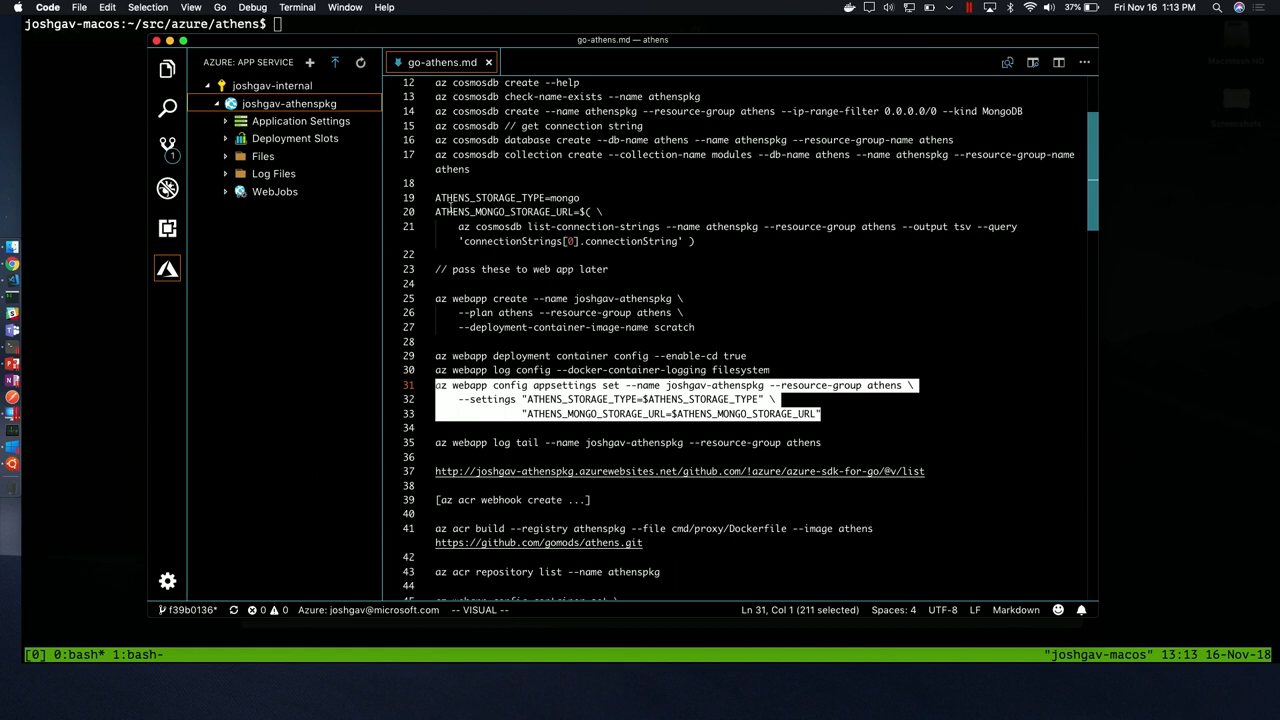 Code File Edit Selection View Go Debug Terminal Window Help
37% Fri Nov 16 1:13 PM
joshgav-macos:~/src/azure/athens$
go-athens.md — athens
AZURE: APP SERVICE
go-athens.md
joshgav-internal
joshgav-athenspkg
Application Settings
Deployment Slots
Files
Log Files
WebJobs
1
12 az cosmosdb create --help
13 az cosmosdb check-name-exists --name athenspkg
14 az cosmosdb create --name athenspkg --resource-group athens --ip-range-filter 0.0.0.0/0 --kind MongoDB
15 az cosmosdb // get connection string
16 az cosmosdb database create --db-name athens --name athenspkg --resource-group-name athens
17 az cosmosdb collection create --collection-name modules --db-name athens --name athenspkg --resource-group-name
athens
18
19 ATHENS_STORAGE_TYPE=mongo
20 ATHENS_MONGO_STORAGE_URL=$( \
21 az cosmosdb list-connection-strings --name athenspkg --resource-group athens --output tsv --query
'connectionStrings[0].connectionString' )
22
23 // pass these to web app later
24
25 az webapp create --name joshgav-athenspkg \
26 --plan athens --resource-group athens \
27 --deployment-container-image-name scratch
28
29 az webapp deployment container config --enable-cd true
30 az webapp log config --docker-container-logging filesystem
31 az webapp config appsettings set --name joshgav-athenspkg --resource-group athens \
32 --settings "ATHENS_STORAGE_TYPE=$ATHENS_STORAGE_TYPE" \
33 "ATHENS_MONGO_STORAGE_URL=$ATHENS_MONGO_STORAGE_URL"
34
35 az webapp log tail --name joshgav-athenspkg --resource-group athens
36
37 http://joshgav-athenspkg.azurewebsites.net/github.com/!azure/azure-sdk-for-go/@v/list
38
39 [az acr webhook create ...]
40
41 az acr build --registry athenspkg --file cmd/proxy/Dockerfile --image athens
https://github.com/gomods/athens.git
42
43 az acr repository list --name athenspkg
44
f39b0136* 0 0 Azure: joshgav@microsoft.com -- VISUAL -- Ln 31, Col 1 (211 selected) Spaces: 4 UTF-8 LF Markdown
[0] 0:bash* 1:bash- "joshgav-macos" 13:13 16-Nov-18
Macintosh HD
Screenshots